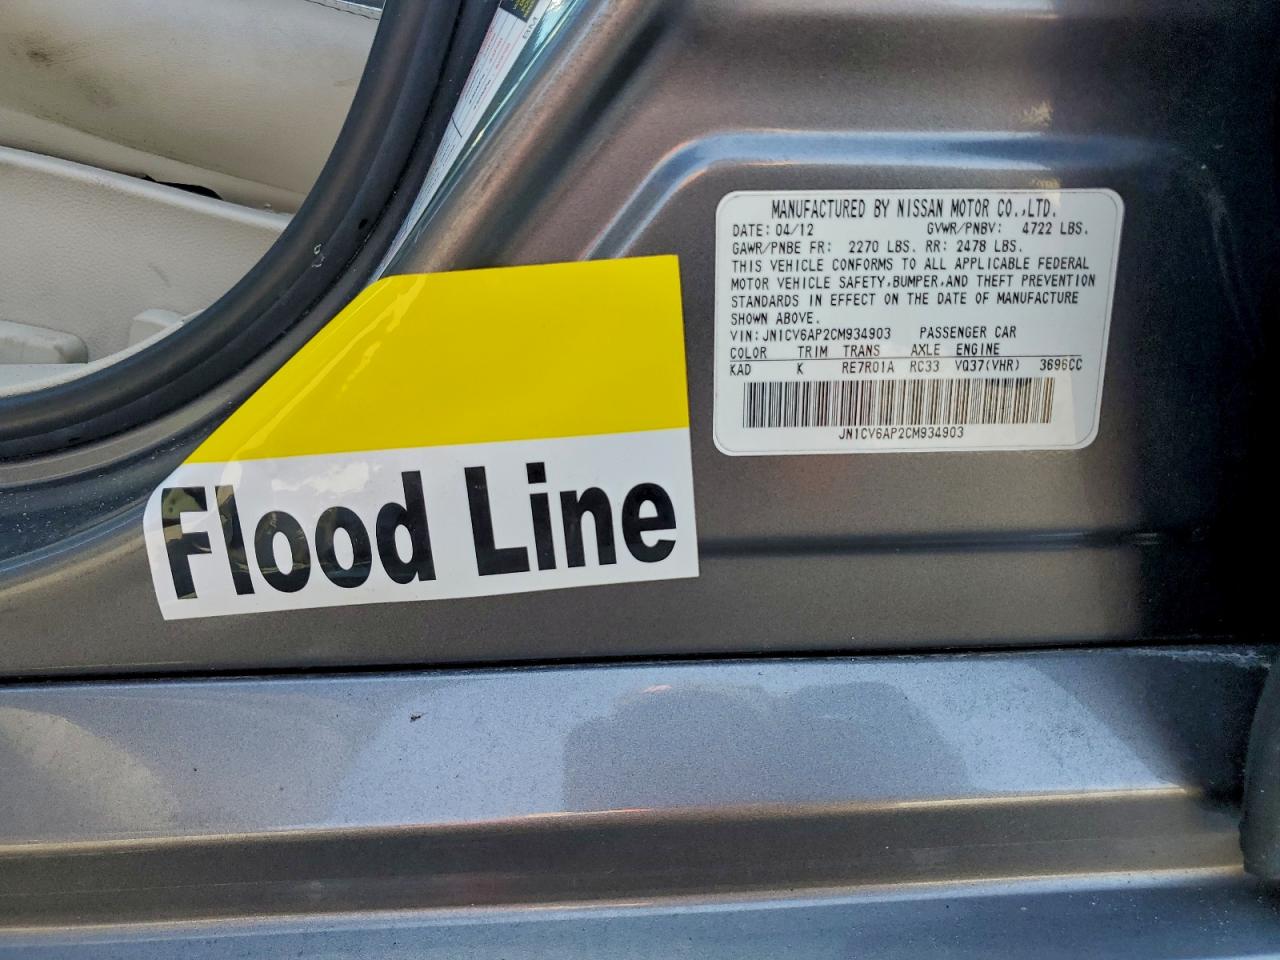 MANUFACTURED BY NISSAN MOTOR CO.,LTD.
DATE: 04/12 GVWR/PNBV: 4722 LBS.
GAWR/PNBE FR: 2270 LBS. RR: 2478 LBS.
THIS VEHICLE CONFORMS TO ALL APPLICABLE FEDERAL
MOTOR VEHICLE SAFETY,BUMPER,AND THEFT PREVENTION
STANDARDS IN EFFECT ON THE DATE OF MANUFACTURE
SHOWN ABOVE.
VIN: JN1CV6AP2CM934903 PASSENGER CAR
COLOR TRIM TRANS AXLE ENGINE
KAD K RE7R01A RC33 VQ37(VHR) 3696CC
JN1CV6AP2CM934903
Flood Line